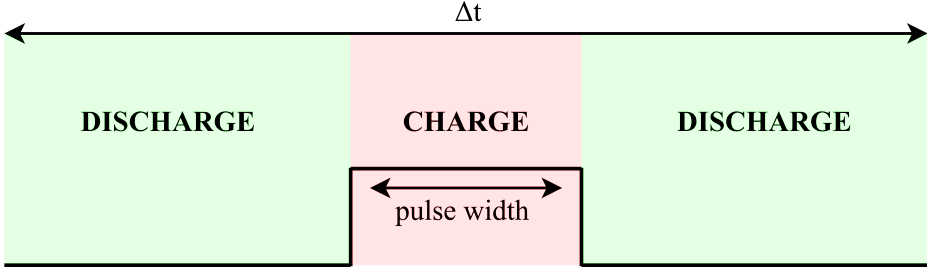 Δt
DISCHARGE
CHARGE
DISCHARGE
pulse width